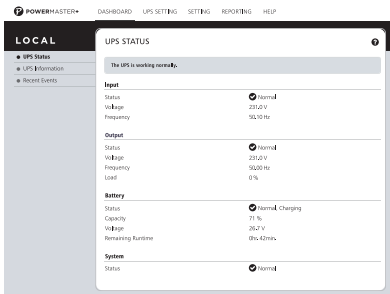 POWERMASTER+ DASHBOARD UPS SETTING SETTING REPORTING HELP
LOCAL
UPS Status
UPS Information
Recent Events
UPS STATUS
The UPS is working normally.
Input
Status Normal
Voltage 231.0 V
Frequency 50.10 Hz
Output
Status Normal
Voltage 231.0 V
Frequency 50.00 Hz
Load 0 %
Battery
Status Normal, Charging
Capacity 71 %
Voltage 26.7 V
Remaining Runtime 0hr. 42min.
System
Status Normal